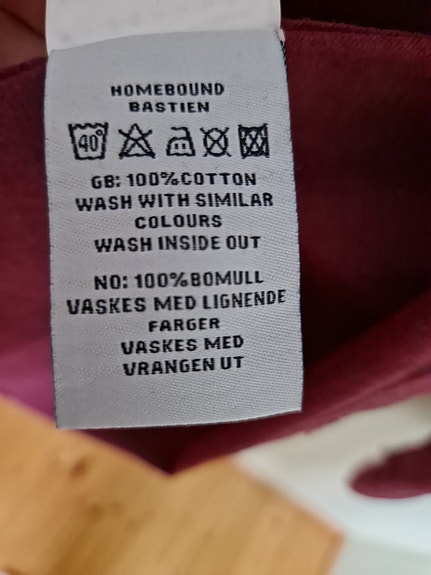 HOMEBOUND
BASTIEN
40°
GB: 100%COTTON
WASH WITH SIMILAR
COLOURS
WASH INSIDE OUT
NO: 100%BOMULL
VASKES MED LIGNENDE
FARGER
VASKES MED
VRANGEN UT